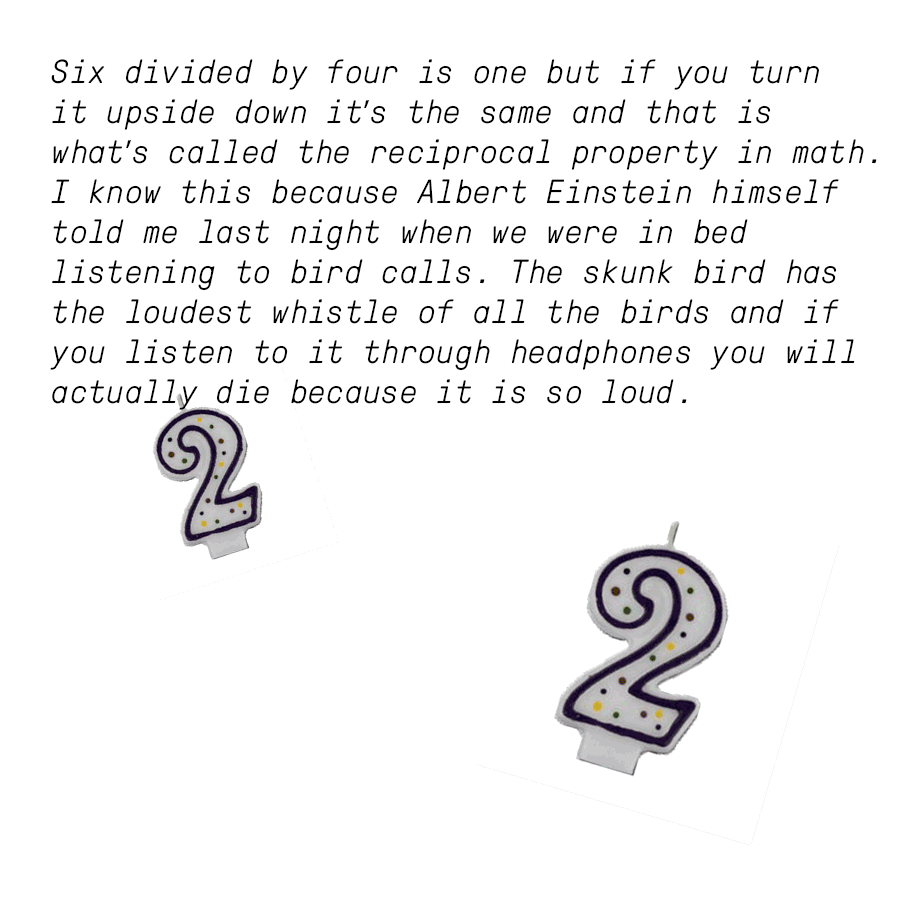 Six divided by four is one but if you turn
it upside down it's the same and that is
what's called the reciprocal property in math.
I know this because Albert Einstein himself
told me last night when we were in bed
listening to bird calls. The skunk bird has
the loudest whistle of all the birds and if
you listen to it through headphones you will
actually die because it is so loud.
2
2